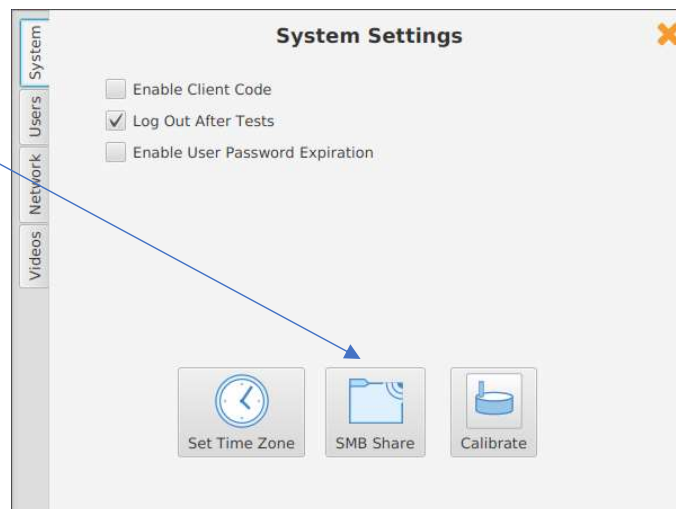 System Settings
System
Users
Network
Videos
Enable Client Code
Log Out After Tests
Enable User Password Expiration
Set Time Zone
SMB Share
Calibrate